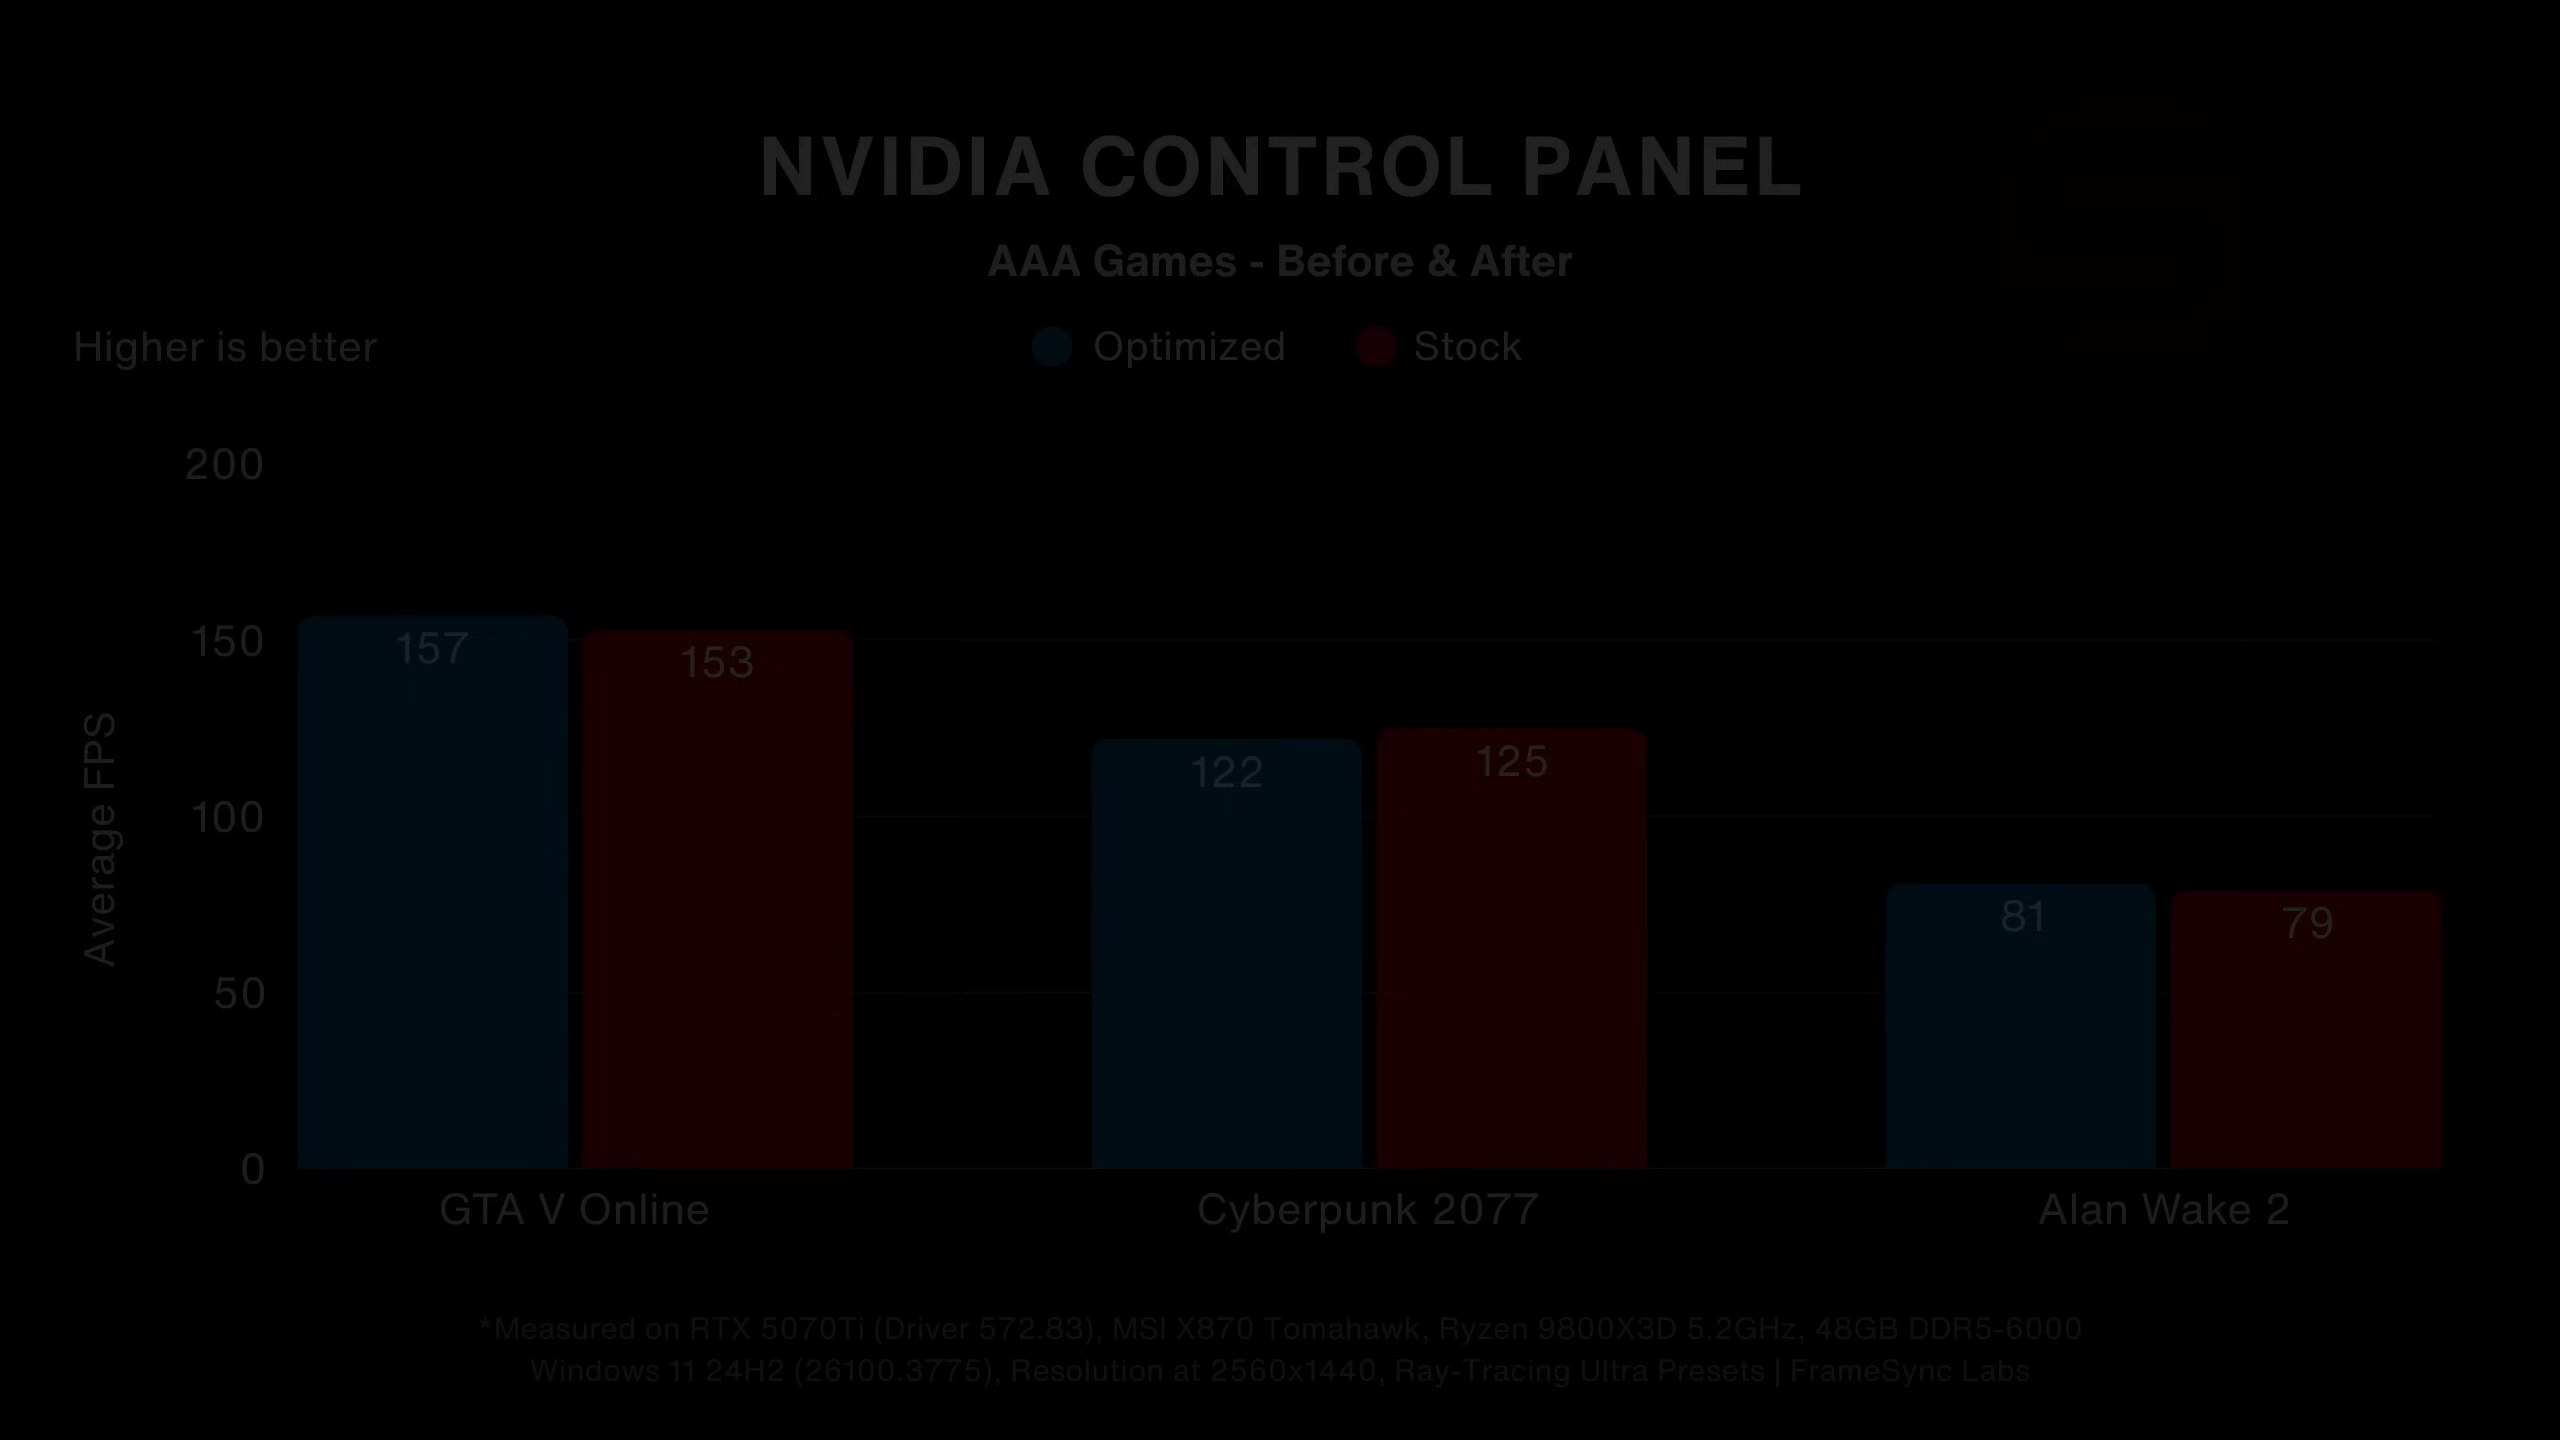 NVIDIA CONTROL PANEL
AAA Games - Before & After
Higher is better
Optimized
Stock
200
150
100
50
0
Average FPS
157
153
122
125
81
79
GTA V Online
Cyberpunk 2077
Alan Wake 2
*Measured on RTX 5070Ti (Driver 572.83), MSI X870 Tomahawk, Ryzen 9800X3D 5.2GHz, 48GB DDR5-6000
Windows 11 24H2 (26100.3775), Resolution at 2560x1440, Ray-Tracing Ultra Presets | FrameSync Labs